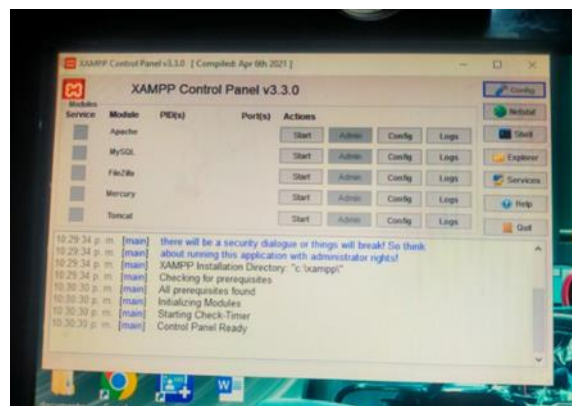 XAMPP Control Panel v3.3.0 [ Compiled: Apr 6th 2021 ]
XAMPP Control Panel v3.3.0
Config
Modules
Service Module PID(s) Port(s) Actions
Netstat
Apache Start Admin Config Logs
Shell
MySQL Start Admin Config Logs
Explorer
FileZilla Start Admin Config Logs
Services
Mercury Start Admin Config Logs
Help
Tomcat Start Admin Config Logs
Quit
10:29:34 p. m. [main] there will be a security dialogue or things will break! So think
10:29:34 p. m. [main] about running this application with administrator rights!
10:29:34 p. m. [main] XAMPP Installation Directory: "c:\xampp\"
10:29:34 p. m. [main] Checking for prerequisites
10:30:30 p. m. [main] All prerequisites found
10:30:30 p. m. [main] Initializing Modules
10:30:30 p. m. [main] Starting Check-Timer
10:30:30 p. m. [main] Control Panel Ready
W